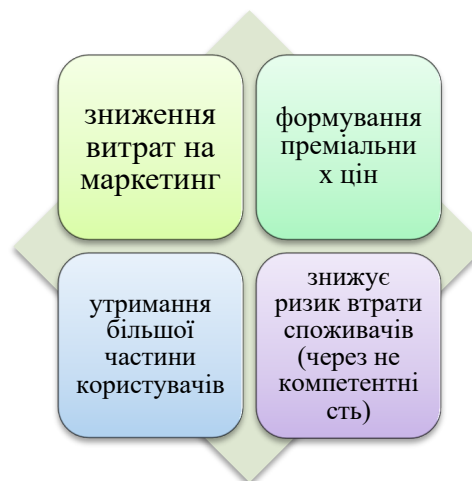 зниження
витрат на
маркетинг
формування
преміальни
х цін
утримання
більшої
частини
користувачів
знижує
ризик втрати
споживачів
(через не
компетентні
сть)